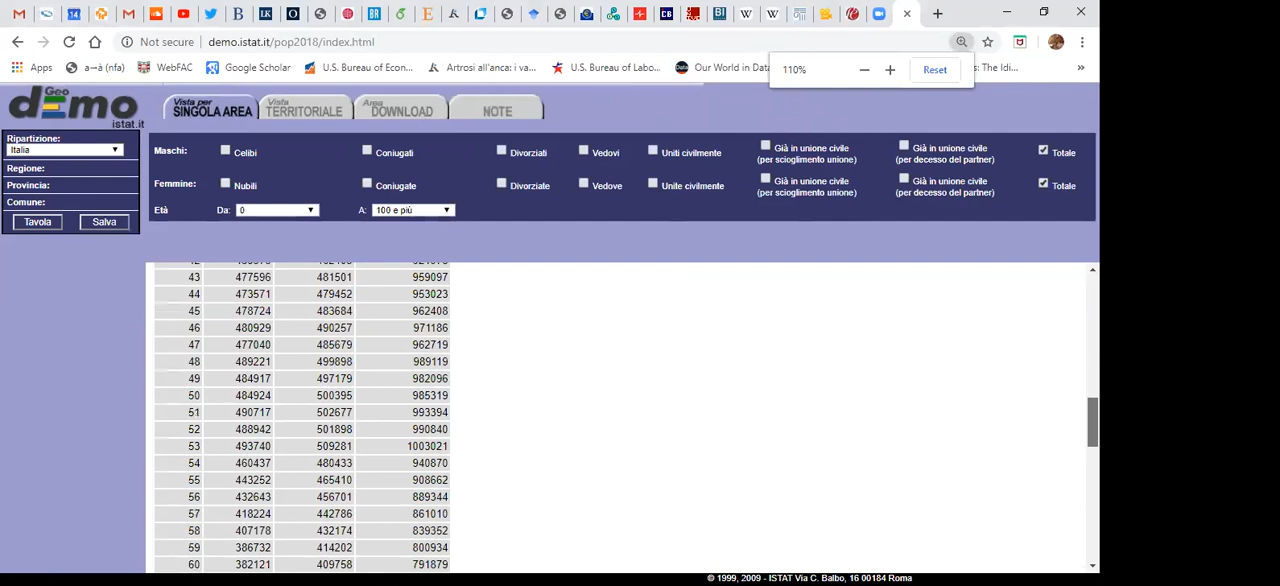 Not secure demo.istat.it/pop2018/index.html
Apps a→à (nfa) WebFAC Google Scholar U.S. Bureau of Econ... Artrosi all'anca: i va... U.S. Bureau of Labo... Our World in Data
s: The Idi... »
110% Reset
Geo demo istat.it
Vista per SINGOLA AREA
Vista TERRITORIALE
Area DOWNLOAD
NOTE
Ripartizione:
Italia
Regione:
Provincia:
Comune:
Tavola Salva
Maschi: Celibi Coniugati Divorziati Vedovi Uniti civilmente Già in unione civile (per scioglimento unione) Già in unione civile (per decesso del partner) Totale
Femmine: Nubili Coniugate Divorziate Vedove Unite civilmente Già in unione civile (per scioglimento unione) Già in unione civile (per decesso del partner) Totale
Età Da: 0 A: 100 e più
43 477596 481501 959097
44 473571 479452 953023
45 478724 483684 962408
46 480929 490257 971186
47 477040 485679 962719
48 489221 499898 989119
49 484917 497179 982096
50 484924 500395 985319
51 490717 502677 993394
52 488942 501898 990840
53 493740 509281 1003021
54 460437 480433 940870
55 443252 465410 908662
56 432643 456701 889344
57 418224 442786 861010
58 407178 432174 839352
59 386732 414202 800934
60 382121 409758 791879
© 1999, 2009 - ISTAT Via C. Balbo, 16 00184 Roma